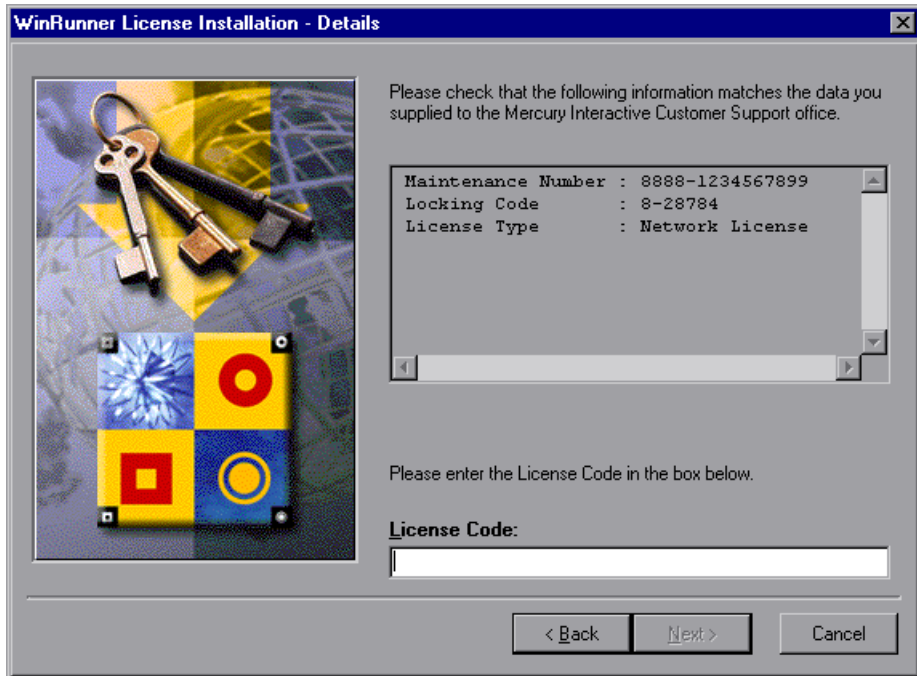 WinRunner License Installation - Details
Please check that the following information matches the data you
supplied to the Mercury Interactive Customer Support office.
Maintenance Number : 8888-1234567899
Locking Code : 8-28784
License Type : Network License
Please enter the License Code in the box below.
License Code:
< Back
Next >
Cancel